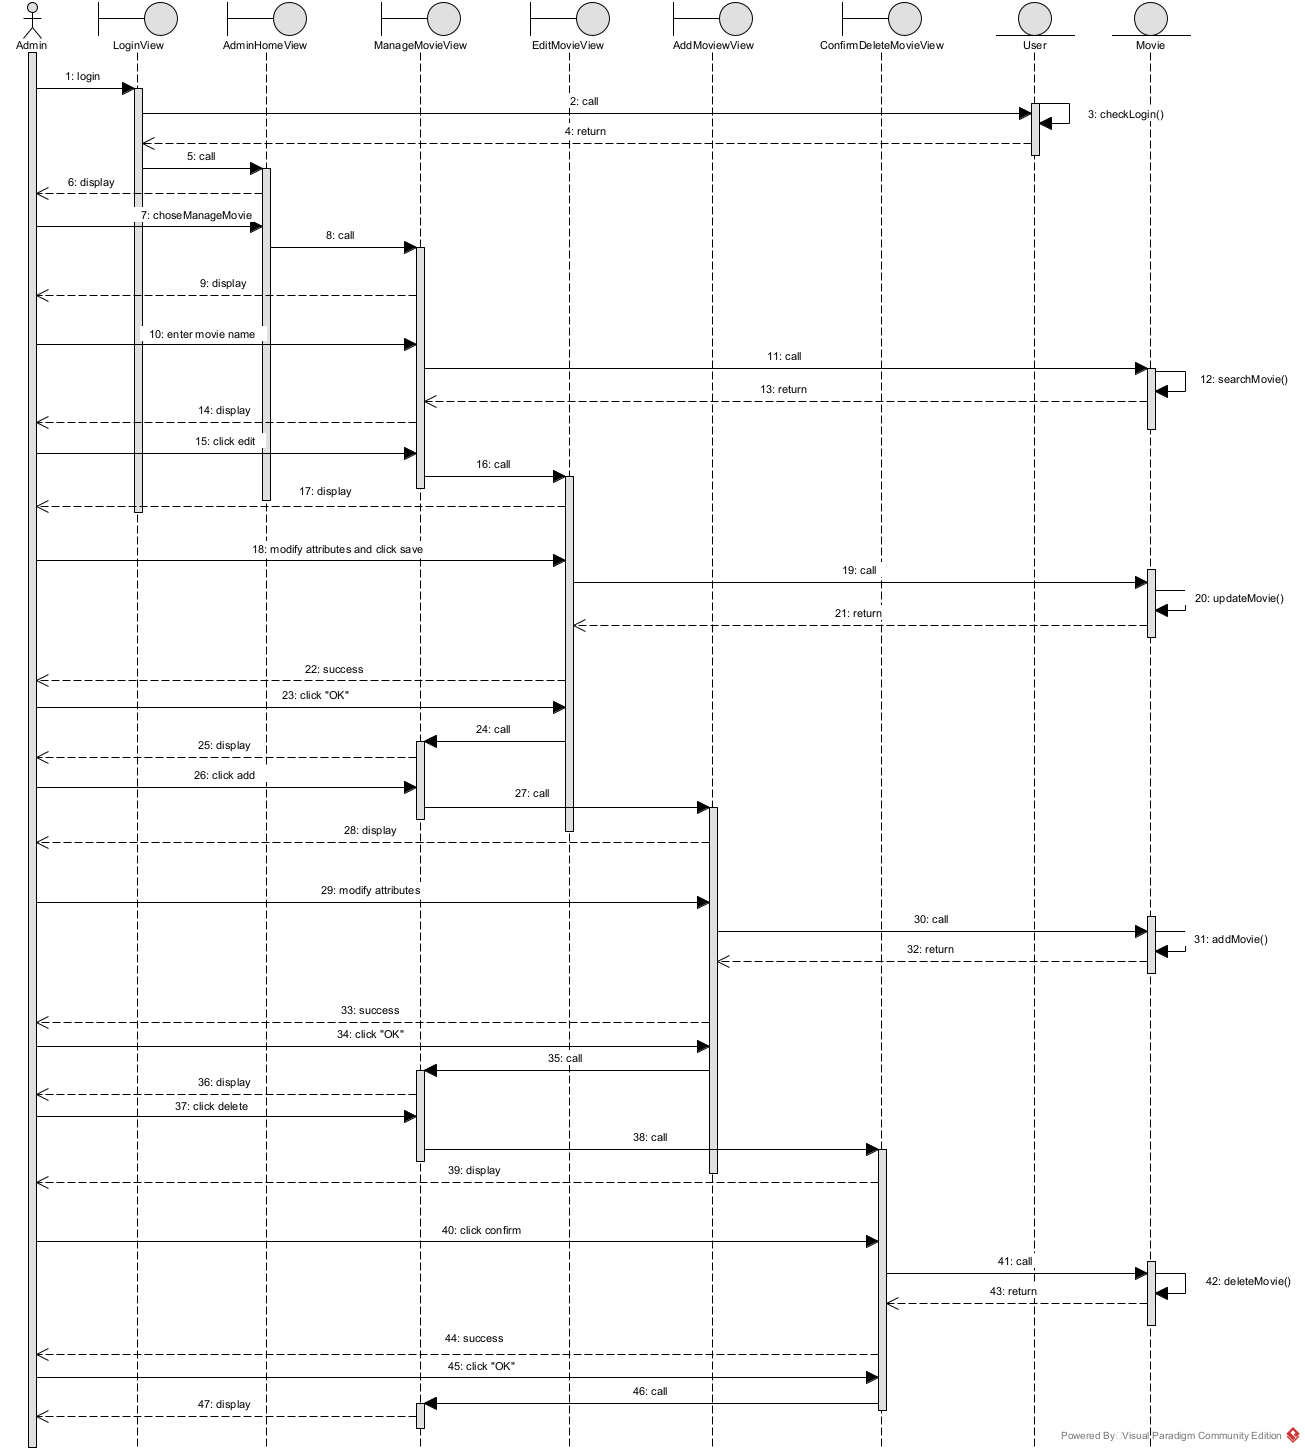 Admin
LoginView
AdminHomeView
ManageMovieView
EditMovieView
AddMoviewView
ConfirmDeleteMovieView
User
Movie
1: login
2: call
3: checkLogin()
4: return
5: call
6: display
7: choseManageMovie
8: call
9: display
10: enter movie name
11: call
12: searchMovie()
13: return
14: display
15: click edit
16: call
17: display
18: modify attributes and click save
19: call
20: updateMovie()
21: return
22: success
23: click "OK"
24: call
25: display
26: click add
27: call
28: display
29: modify attributes
30: call
31: addMovie()
32: return
33: success
34: click "OK"
35: call
36: display
37: click delete
38: call
39: display
40: click confirm
41: call
42: deleteMovie()
43: return
44: success
45: click "OK"
46: call
47: display
Powered By Visual Paradigm Community Edition